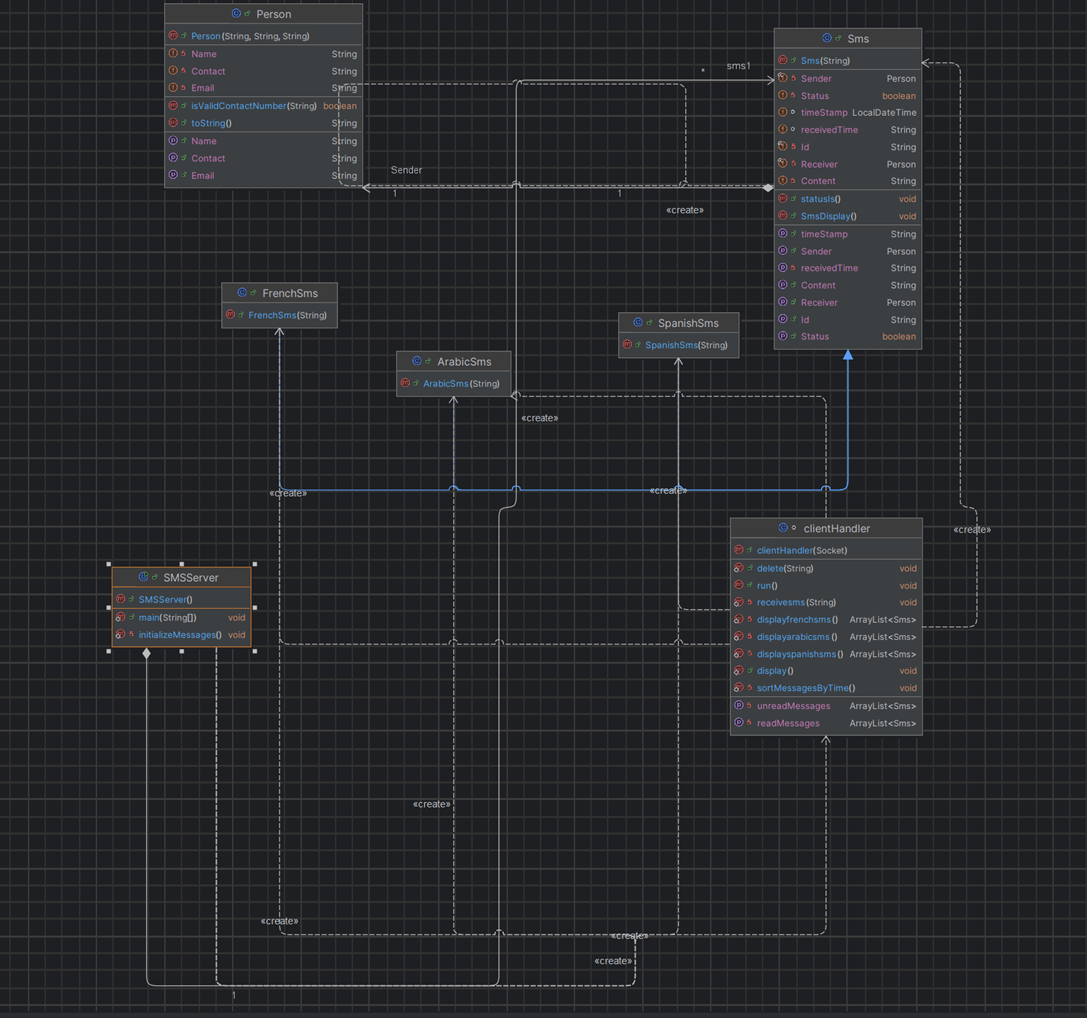 Person
Person(String, String, String)
Name String
Contact String
Email String
isValidContactNumber(String) boolean
toString() String
Name String
Contact String
Email String
Sms
Sms(String)
Sender Person
Status boolean
timeStamp LocalDateTime
receivedTime String
Id String
Receiver Person
Content String
statusIs() void
SmsDisplay() void
timeStamp String
Sender Person
receivedTime String
Content String
Receiver Person
Id String
Status boolean
* sms1
Sender
1
1
«create»
FrenchSms
FrenchSms(String)
SpanishSms
SpanishSms(String)
ArabicSms
ArabicSms(String)
«create»
«create»
«create»
«create»
clientHandler
clientHandler(Socket)
delete(String) void
run() void
receivesms(String) void
displayfrenchsms() ArrayList<Sms>
displayarabicsms() ArrayList<Sms>
displayspanishsms() ArrayList<Sms>
display() void
sortMessagesByTime() void
unreadMessages ArrayList<Sms>
readMessages ArrayList<Sms>
SMSServer
SMSServer()
main(String[]) void
initializeMessages() void
«create»
«create»
«create»
«create»
1